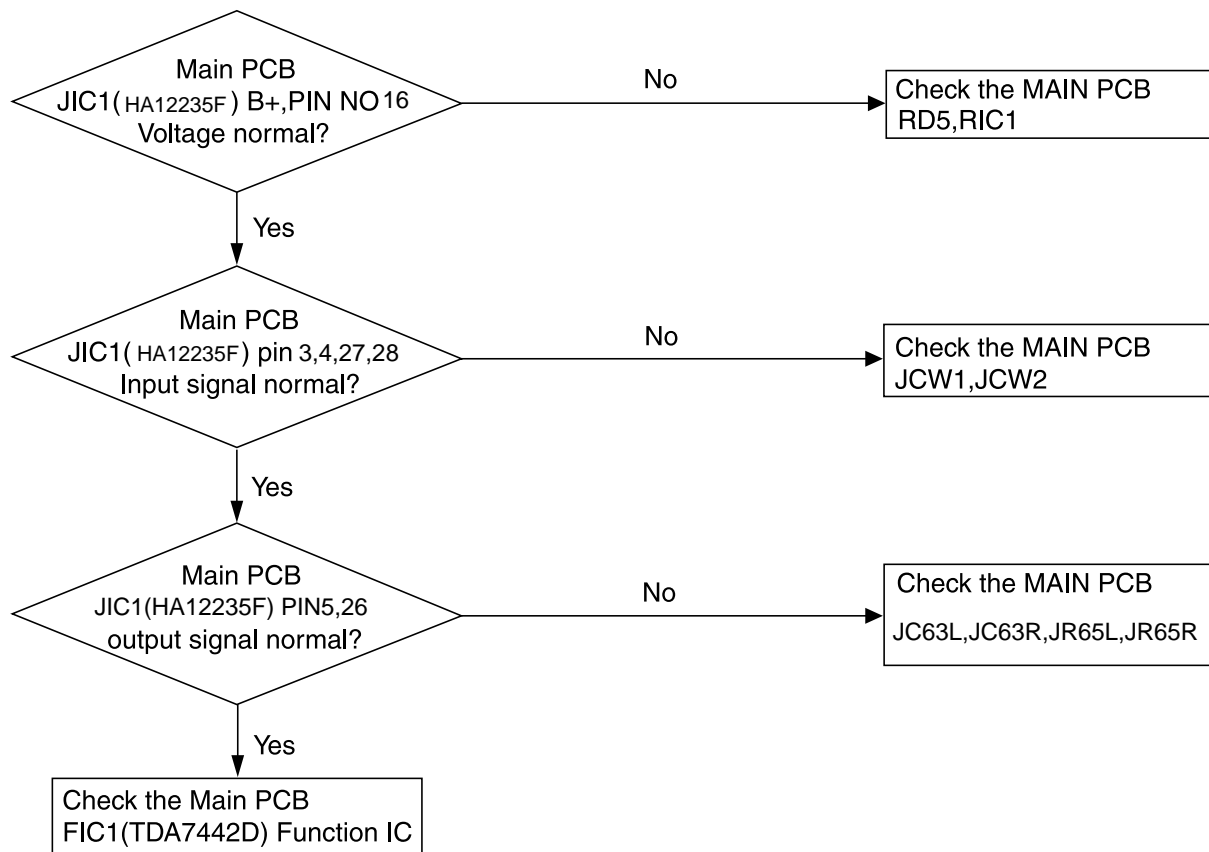 Main PCB
JIC1( HA12235F ) B+,PIN NO 16
Voltage normal?
No
Check the MAIN PCB
RD5,RIC1
Yes
Main PCB
JIC1( HA12235F ) pin 3,4,27,28
Input signal normal?
No
Check the MAIN PCB
JCW1,JCW2
Yes
Main PCB
JIC1(HA12235F) PIN5,26
output signal normal?
No
Check the MAIN PCB
JC63L,JC63R,JR65L,JR65R
Yes
Check the Main PCB
FIC1(TDA7442D) Function IC